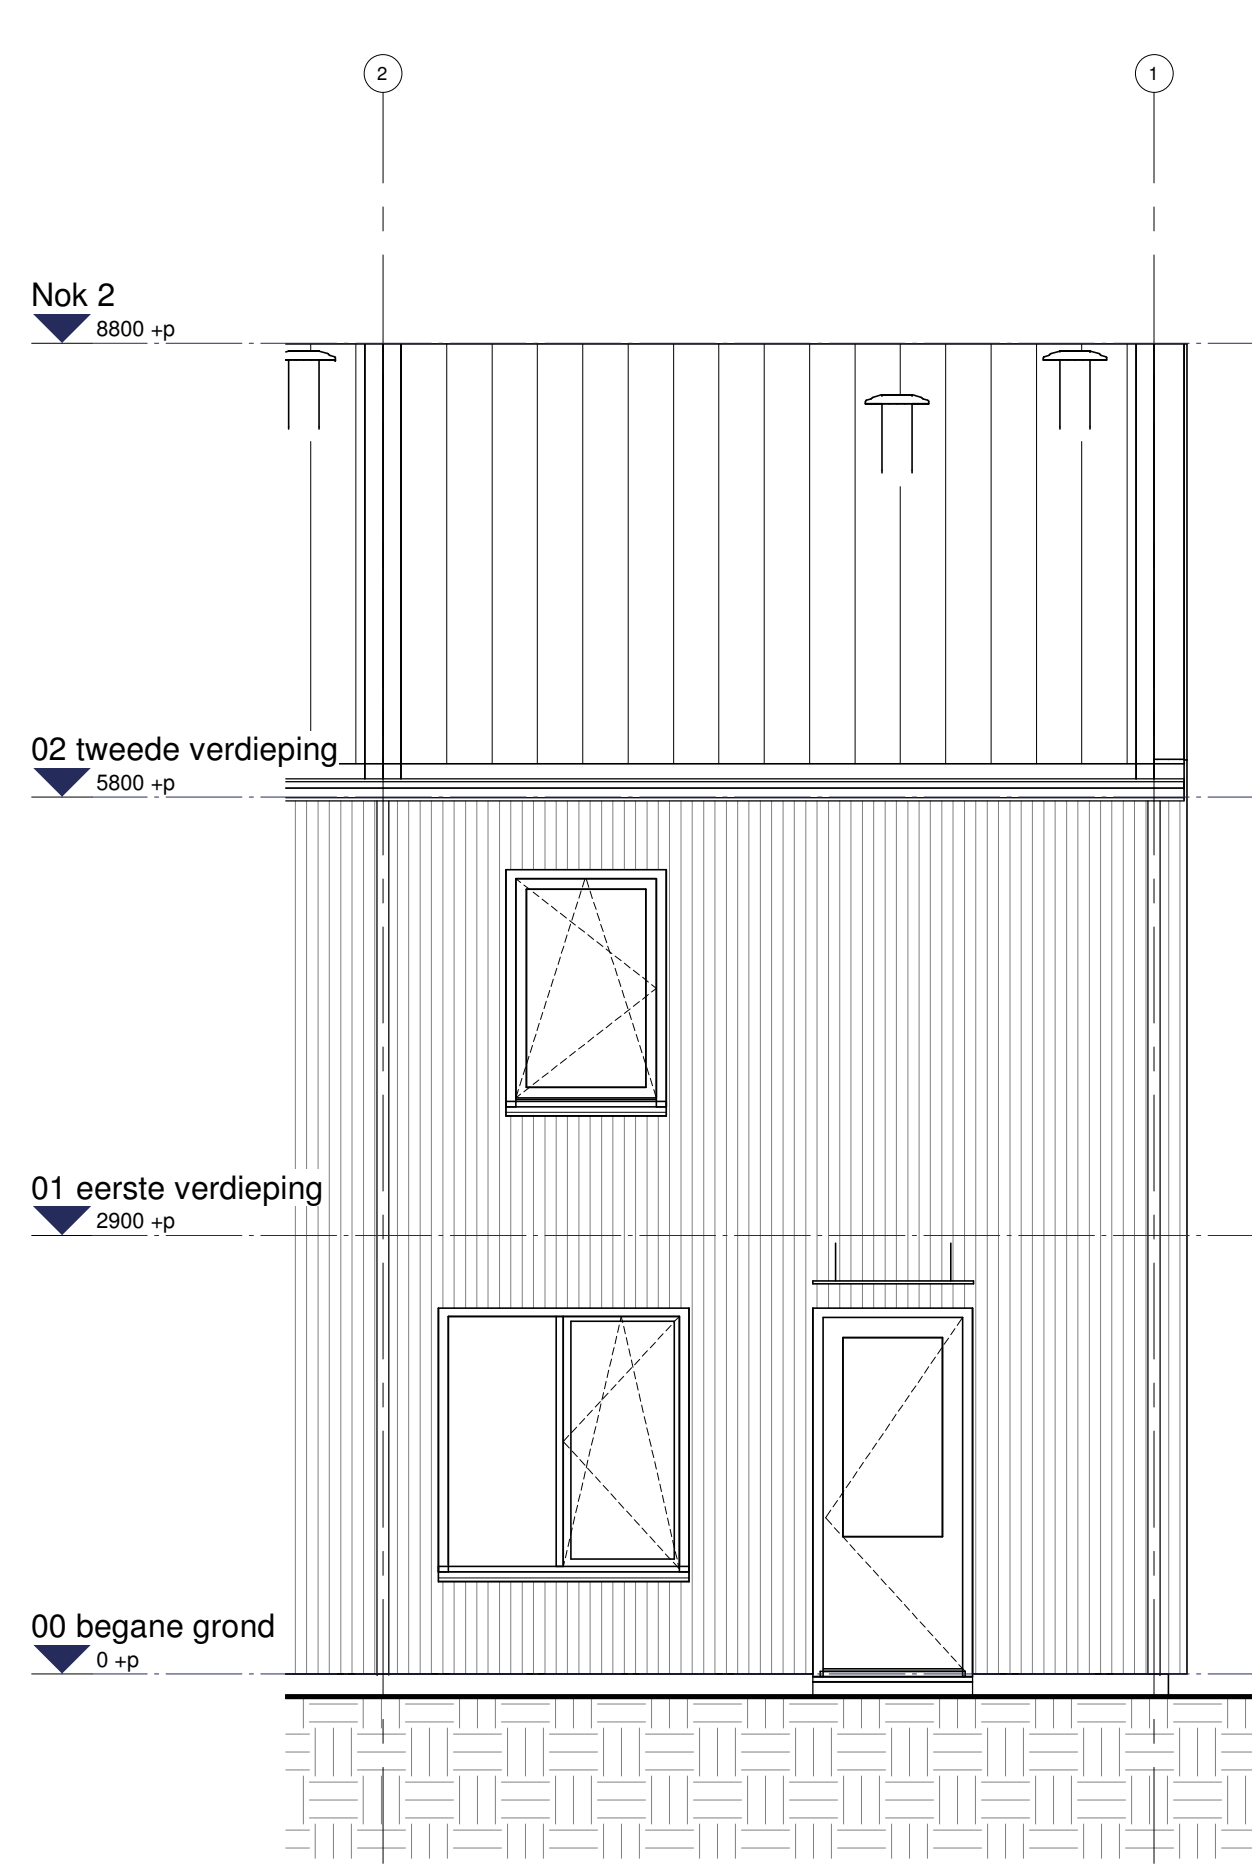 2
1
Nok 2
8800 +p
02 tweede verdieping
5800 +p
01 eerste verdieping
2900 +p
00 begane grond
0 +p